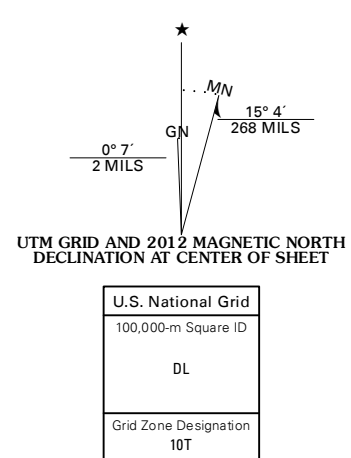 ★
MN
GN
15° 4´
268 MILS
0° 7´
2 MILS
UTM GRID AND 2012 MAGNETIC NORTH
DECLINATION AT CENTER OF SHEET
U.S. National Grid
100,000-m Square ID
DL
Grid Zone Designation
10T